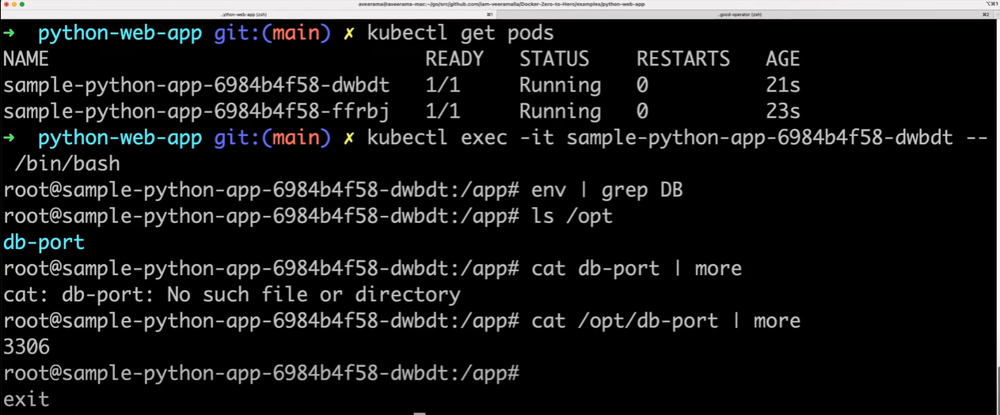 aveerama@aveerama-mac:~/go/src/github.com/iam-veeramalla/Docker-Zero-to-Hero/examples/python-web-app
⌥⌘1
..ython-web-app (zsh)
⌘1
..good-operator (zsh)
⌘2
→ python-web-app git:(main) ✗ kubectl get pods
NAME READY STATUS RESTARTS AGE
sample-python-app-6984b4f58-dwbdt 1/1 Running 0 21s
sample-python-app-6984b4f58-ffrbj 1/1 Running 0 23s
→ python-web-app git:(main) ✗ kubectl exec -it sample-python-app-6984b4f58-dwbdt --
/bin/bash
root@sample-python-app-6984b4f58-dwbdt:/app# env | grep DB
root@sample-python-app-6984b4f58-dwbdt:/app# ls /opt
db-port
root@sample-python-app-6984b4f58-dwbdt:/app# cat db-port | more
cat: db-port: No such file or directory
root@sample-python-app-6984b4f58-dwbdt:/app# cat /opt/db-port | more
3306
root@sample-python-app-6984b4f58-dwbdt:/app#
exit